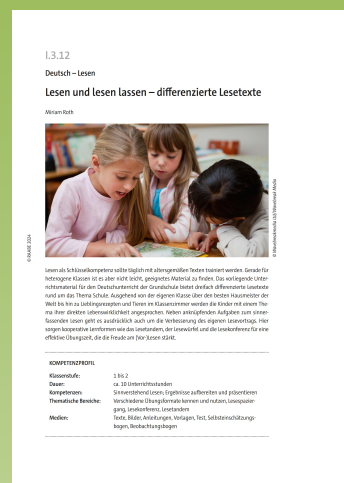 I.3.12
Deutsch – Lesen
Lesen und lesen lassen – differenzierte Lesetexte
Miriam Roth
© RAABE 2024
© Wavebreakmedia Ltd/Wavebreak Media
Lesen als Schlüsselkompetenz sollte täglich mit altersgemäßen Texten trainiert werden. Gerade für
heterogene Klassen ist es aber nicht leicht, geeignetes Material zu finden. Das vorliegende Unter-
richtsmaterial für den Deutschunterricht der Grundschule bietet dreifach differenzierte Lesetexte
rund um das Thema Schule. Ausgehend von der eigenen Klasse über den besten Hausmeister der
Welt bis hin zu Lieblingsrezepten und Tieren im Klassenzimmer werden die Kinder mit einem The-
ma ihrer direkten Lebenswirklichkeit angesprochen. Neben anknüpfenden Aufgaben zum sinner-
fassenden Lesen geht es ausdrücklich auch um die Verbesserung des eigenen Lesevortrags. Hier
sorgen kooperative Lernformen wie das Lesetandem, der Lesewürfel und die Lesekonferenz für eine
effektive Übungszeit, die die Freude am (Vor-)Lesen stärkt.
KOMPETENZPROFIL
Klassenstufe: 1 bis 2
Dauer: ca. 10 Unterrichtsstunden
Kompetenzen: Sinnverstehend Lesen; Ergebnisse aufbereiten und präsentieren
Thematische Bereiche: Verschiedene Übungsformate kennen und nutzen, Lesespazier-
gang, Lesekonferenz, Lesetandem
Medien: Texte, Bilder, Anleitungen, Vorlagen, Test, Selbsteinschätzungs-
bogen, Beobachtungsbogen